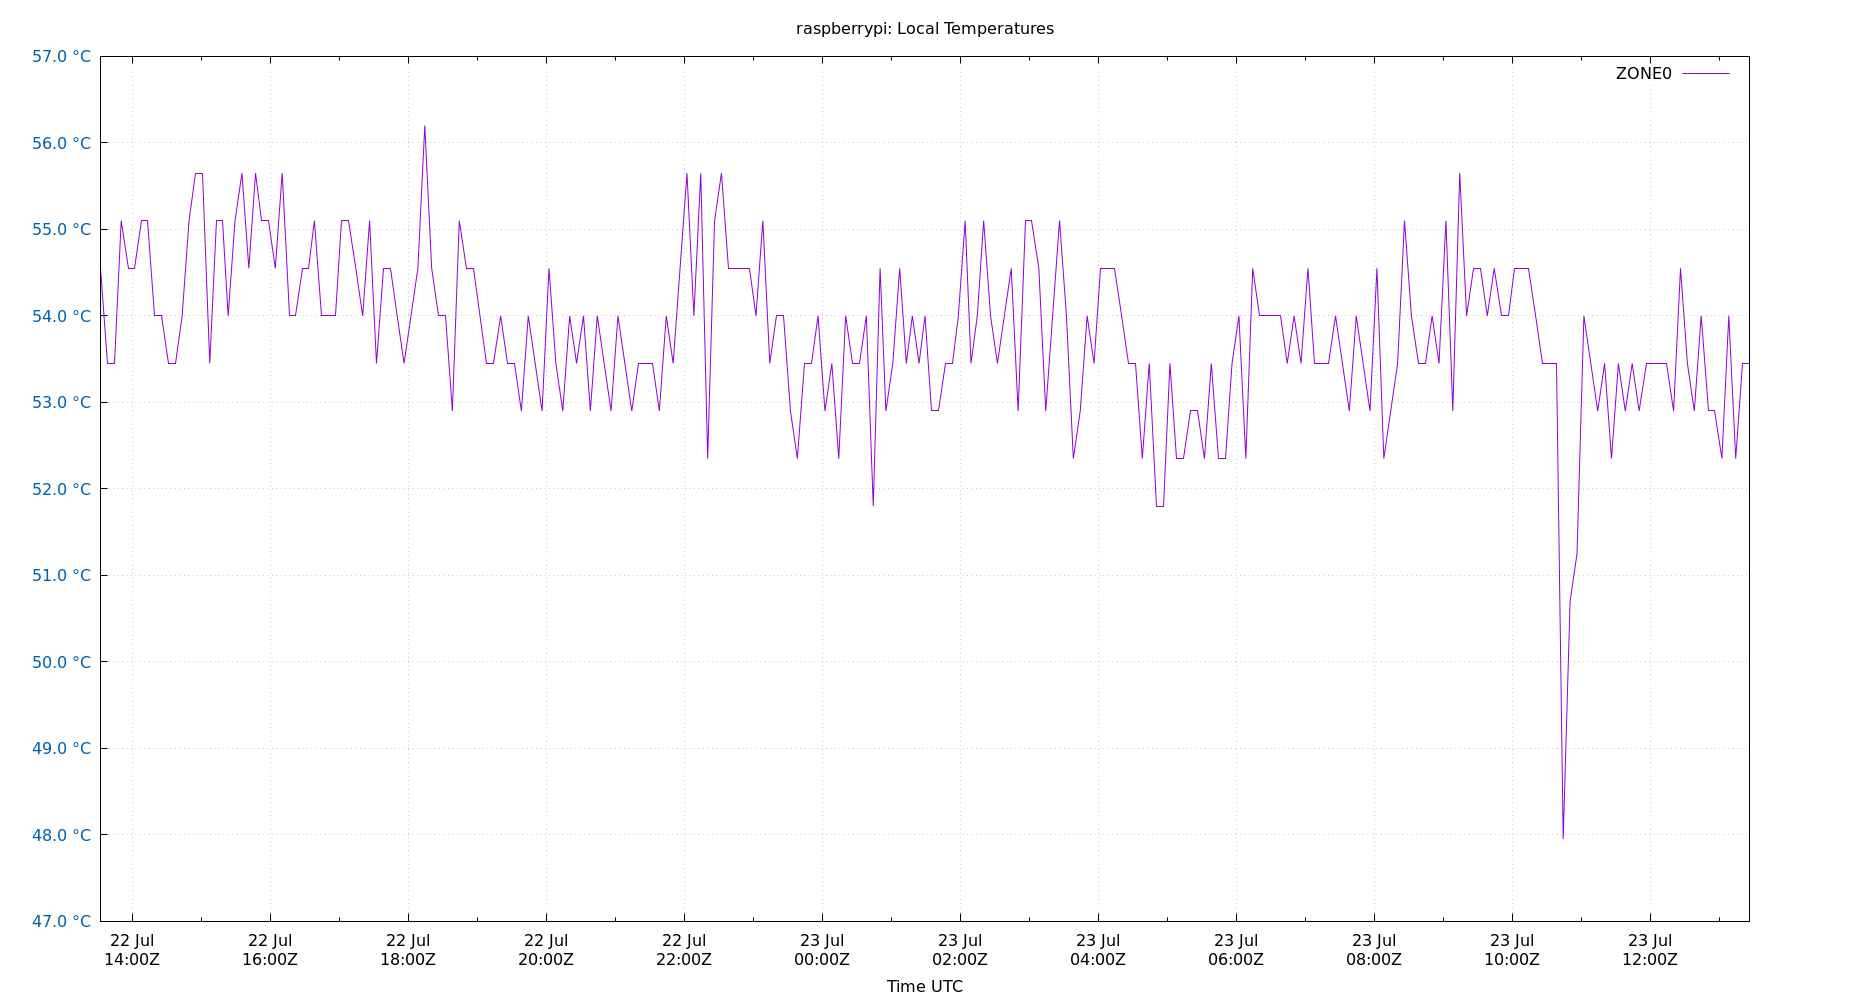 raspberrypi: Local Temperatures
57.0 °C
56.0 °C
55.0 °C
54.0 °C
53.0 °C
52.0 °C
51.0 °C
50.0 °C
49.0 °C
48.0 °C
47.0 °C
ZONE0
22 Jul
14:00Z
22 Jul
16:00Z
22 Jul
18:00Z
22 Jul
20:00Z
22 Jul
22:00Z
23 Jul
00:00Z
23 Jul
02:00Z
23 Jul
04:00Z
23 Jul
06:00Z
23 Jul
08:00Z
23 Jul
10:00Z
23 Jul
12:00Z
Time UTC